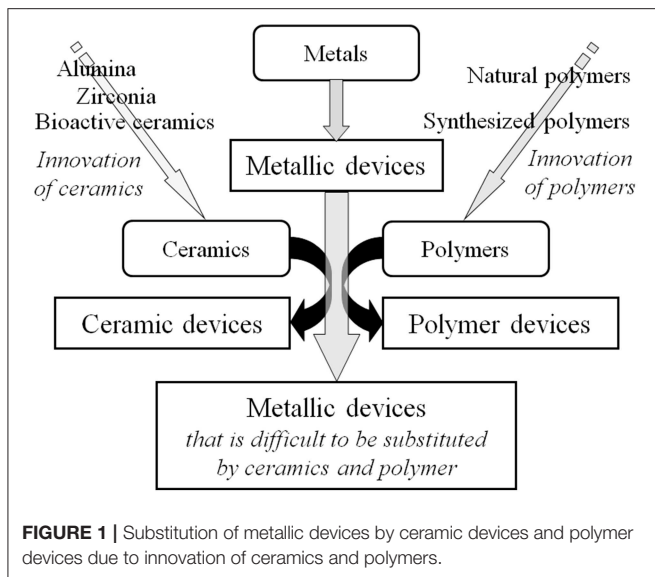 Metals
Alumina
Zirconia
Bioactive ceramics
Innovation
of ceramics
Natural polymers
Synthesized polymers
Innovation
of polymers
Metallic devices
Ceramics
Polymers
Ceramic devices
Polymer devices
Metallic devices
that is difficult to be substituted
by ceramics and polymer
FIGURE 1 | Substitution of metallic devices by ceramic devices and polymer
devices due to innovation of ceramics and polymers.